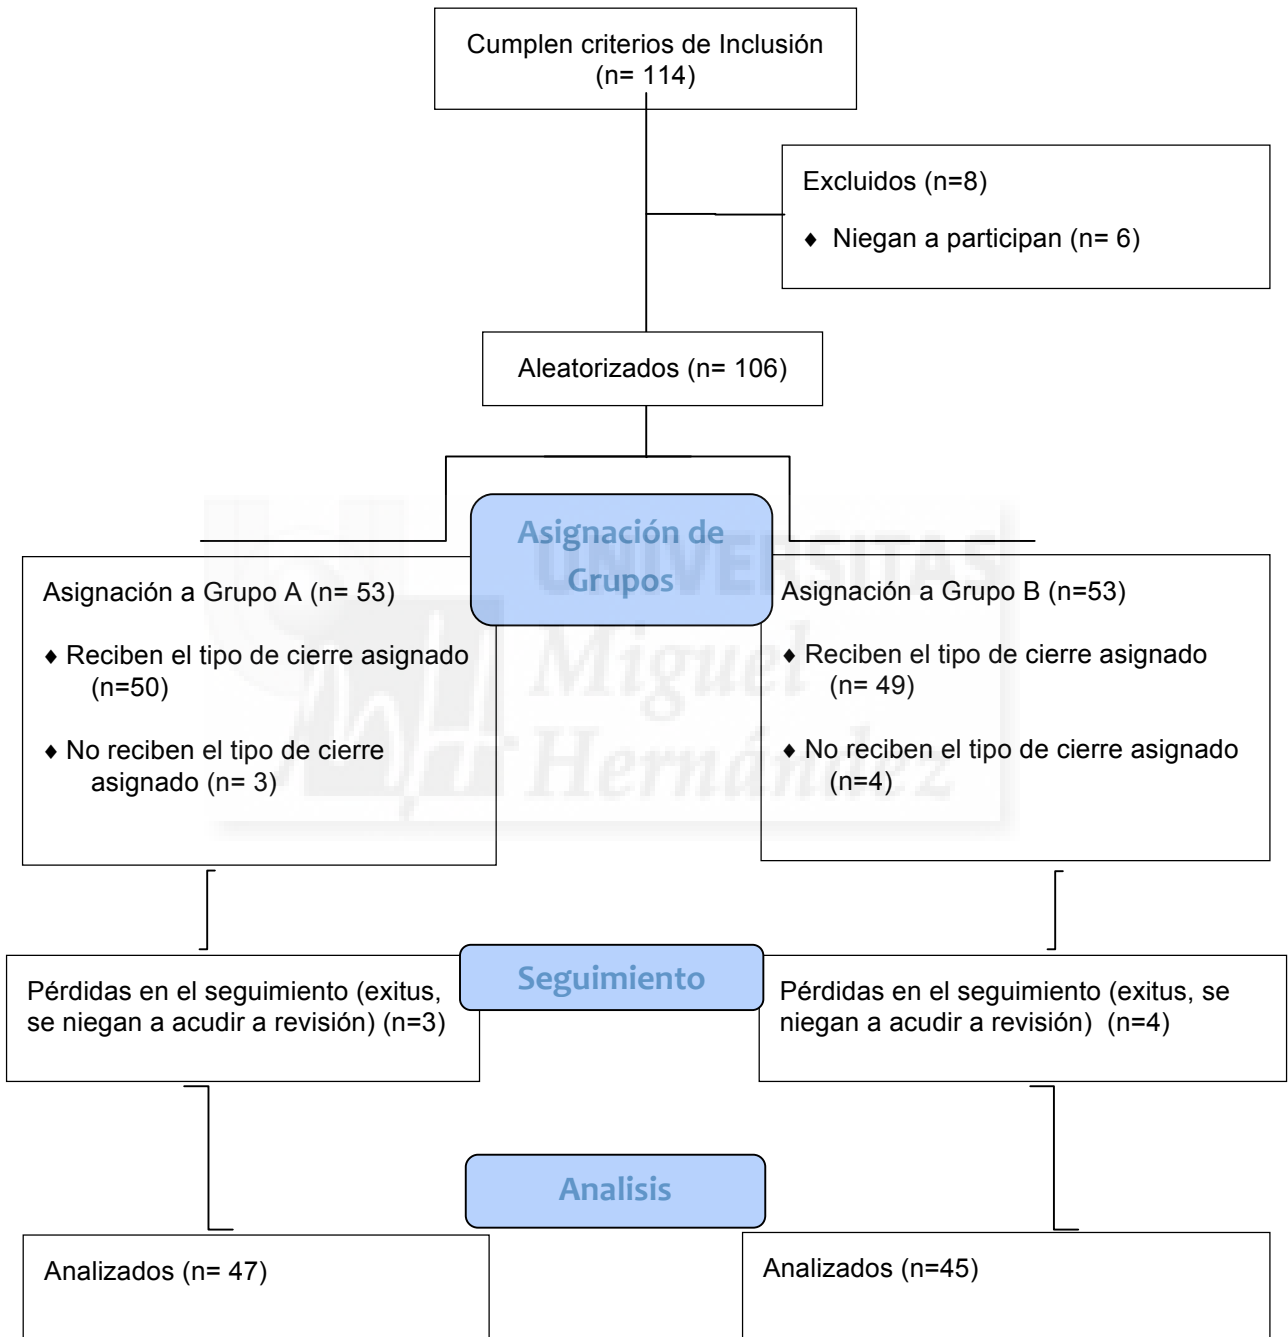 Cumplen criterios de Inclusión
(n= 114)
Excluidos (n=8)
♦ Niegan a participan (n= 6)
Aleatorizados (n= 106)
Asignación de
Grupos
UNIVERSITAS
Miguel
Hernández
Asignación a Grupo A (n= 53)
♦ Reciben el tipo de cierre asignado
(n=50)
♦ No reciben el tipo de cierre
asignado (n= 3)
Asignación a Grupo B (n=53)
♦ Reciben el tipo de cierre asignado
(n= 49)
♦ No reciben el tipo de cierre asignado
(n=4)
Seguimiento
Pérdidas en el seguimiento (exitus,
se niegan a acudir a revisión) (n=3)
Pérdidas en el seguimiento (exitus, se
niegan a acudir a revisión) (n=4)
Analisis
Analizados (n= 47)
Analizados (n=45)